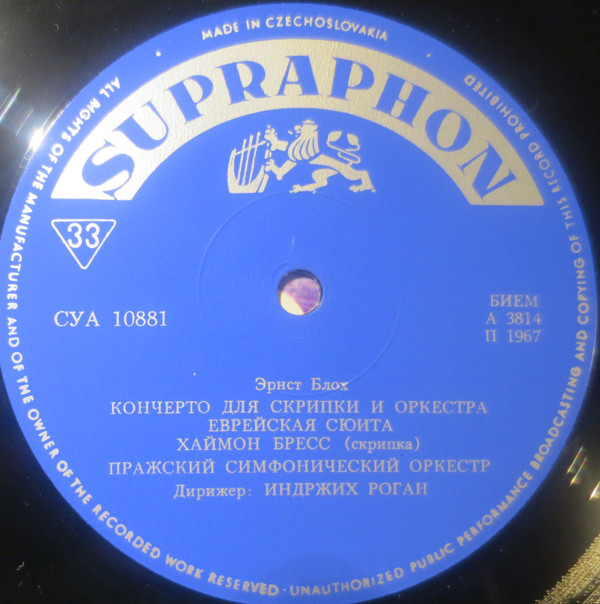 MADE IN CZECHOSLOVAKIA
ALL RIGHTS OF THE MANUFACTURER AND OF THE OWNER OF THE RECORDED WORK RESERVED - UNAUTHORIZED PUBLIC PERFORMANCE BROADCASTING AND COPYING OF THIS RECORD PROHIBITED
SUPRAPHON
33
СУА 10881
БИЕМ
А 3814
П 1967
Эрнст Блох
КОНЧЕРТО ДЛЯ СКРИПКИ И ОРКЕСТРА
ЕВРЕЙСКАЯ СЮИТА
ХАЙМОН БРЕСС (скрипка)
ПРАЖСКИЙ СИМФОНИЧЕСКИЙ ОРКЕСТР
Дирижер: ИНДРЖИХ РОГАН